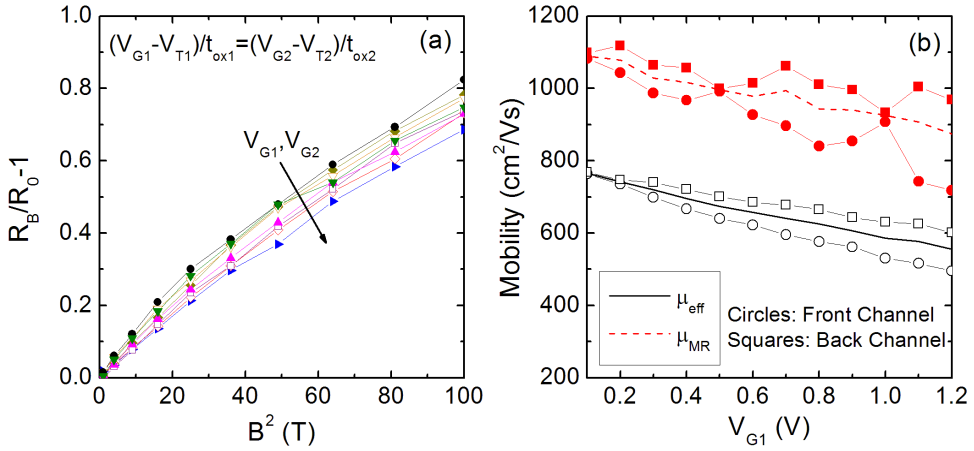 (V_G1-V_T1)/t_ox1=(V_G2-V_T2)/t_ox2
(a)
V_G1,V_G2
R_B/R_0-1
1.0
0.8
0.6
0.4
0.2
0.0
0 20 40 60 80 100
B^2 (T)
(b)
Mobility (cm^2/Vs)
1200
1000
800
600
400
200
μ_eff
μ_MR
Circles: Front Channel
Squares: Back Channel
0.2 0.4 0.6 0.8 1.0 1.2
V_G1 (V)